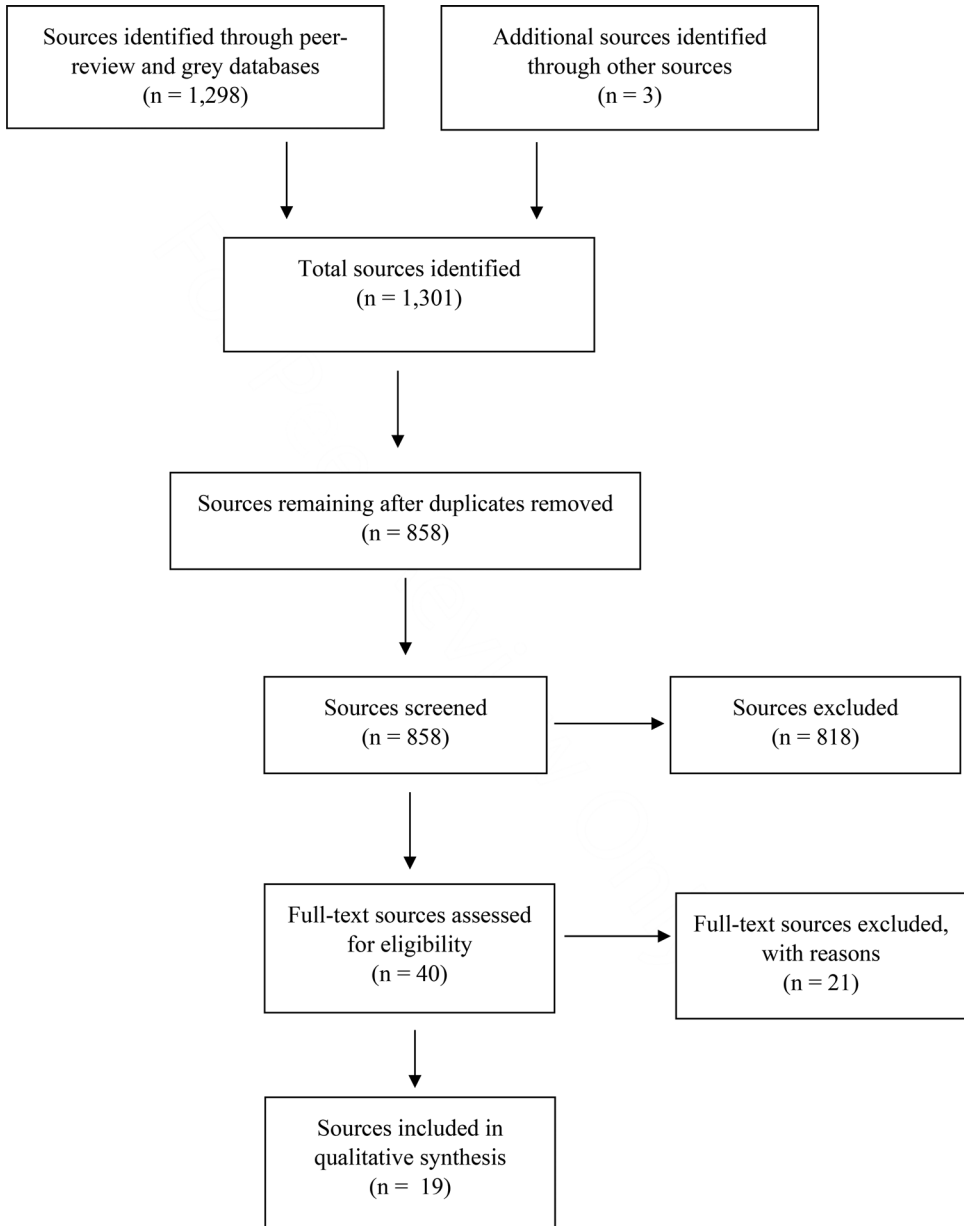 Sources identified through peer-
review and grey databases
(n = 1,298)
Additional sources identified
through other sources
(n = 3)
Total sources identified
(n = 1,301)
Sources remaining after duplicates removed
(n = 858)
Sources screened
(n = 858)
Sources excluded
(n = 818)
Full-text sources assessed
for eligibility
(n = 40)
Full-text sources excluded,
with reasons
(n = 21)
Sources included in
qualitative synthesis
(n =  19)